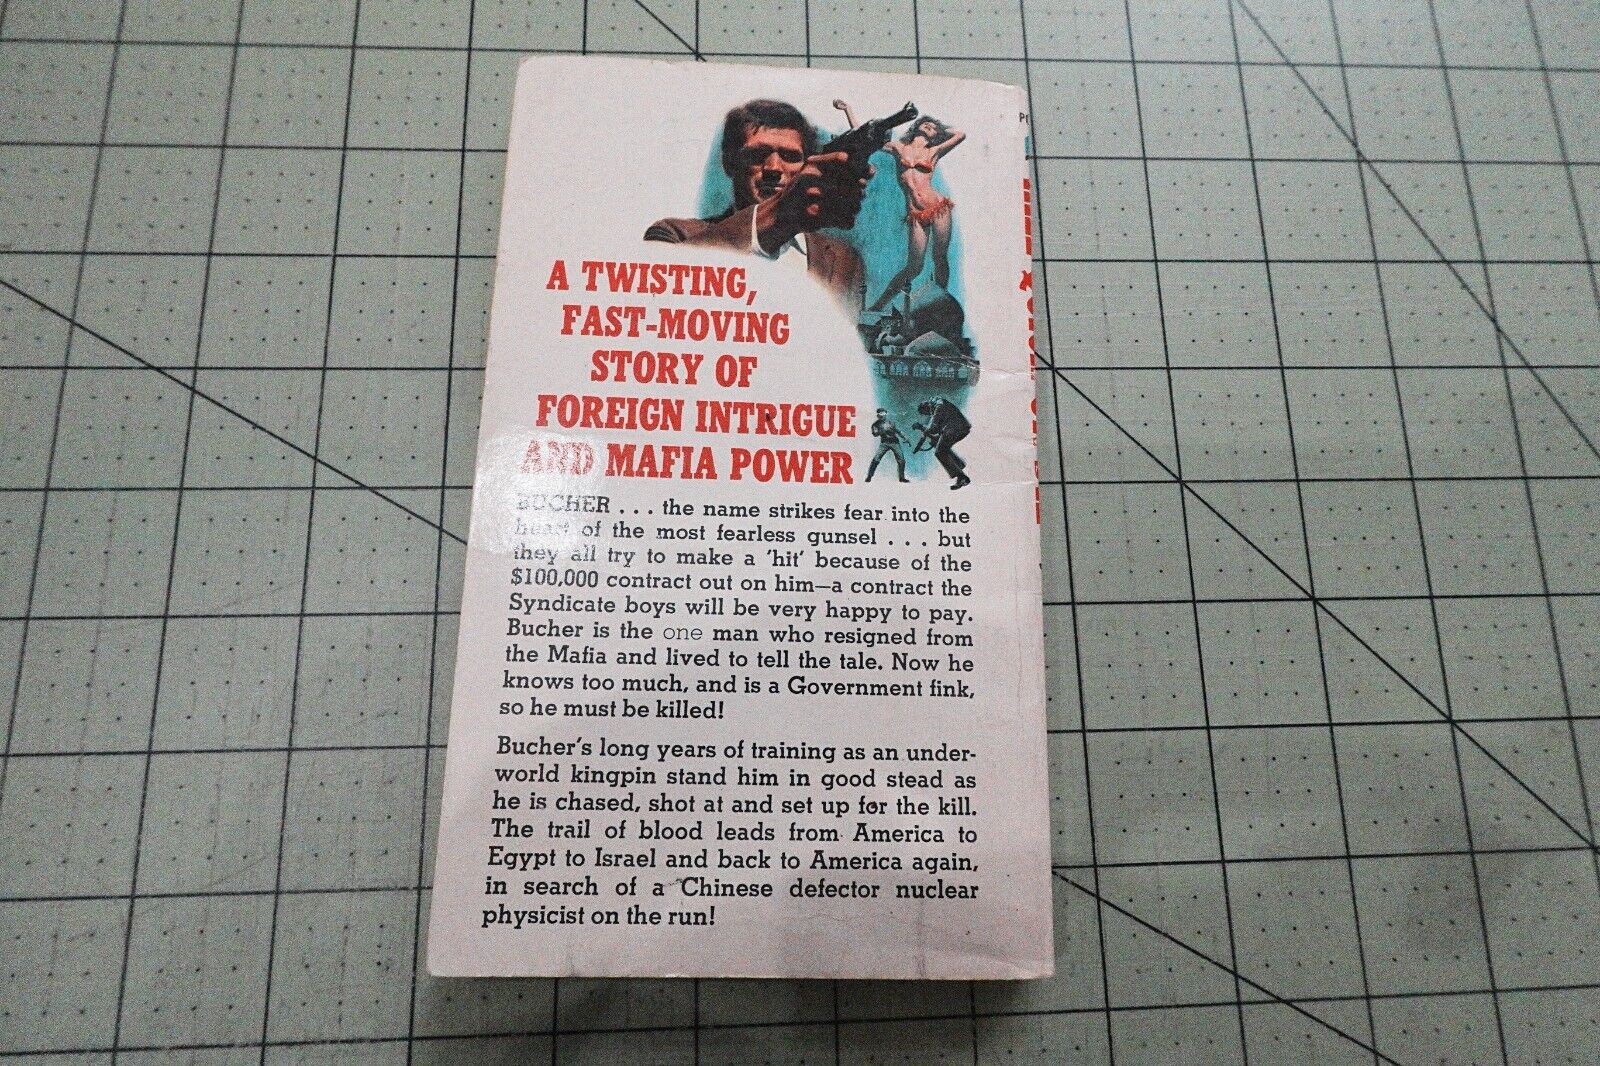 A TWISTING,
FAST-MOVING
STORY OF
FOREIGN INTRIGUE
AND MAFIA POWER
BUCHER . . . the name strikes fear into the
heart of the most fearless gunsel . . . but
they all try to make a 'hit' because of the
$100,000 contract out on him—a contract the
Syndicate boys will be very happy to pay.
Bucher is the one man who resigned from
the Mafia and lived to tell the tale. Now he
knows too much, and is a Government fink,
so he must be killed!
Bucher's long years of training as an under-
world kingpin stand him in good stead as
he is chased, shot at and set up for the kill.
The trail of blood leads from America to
Egypt to Israel and back to America again,
in search of a Chinese defector nuclear
physicist on the run!